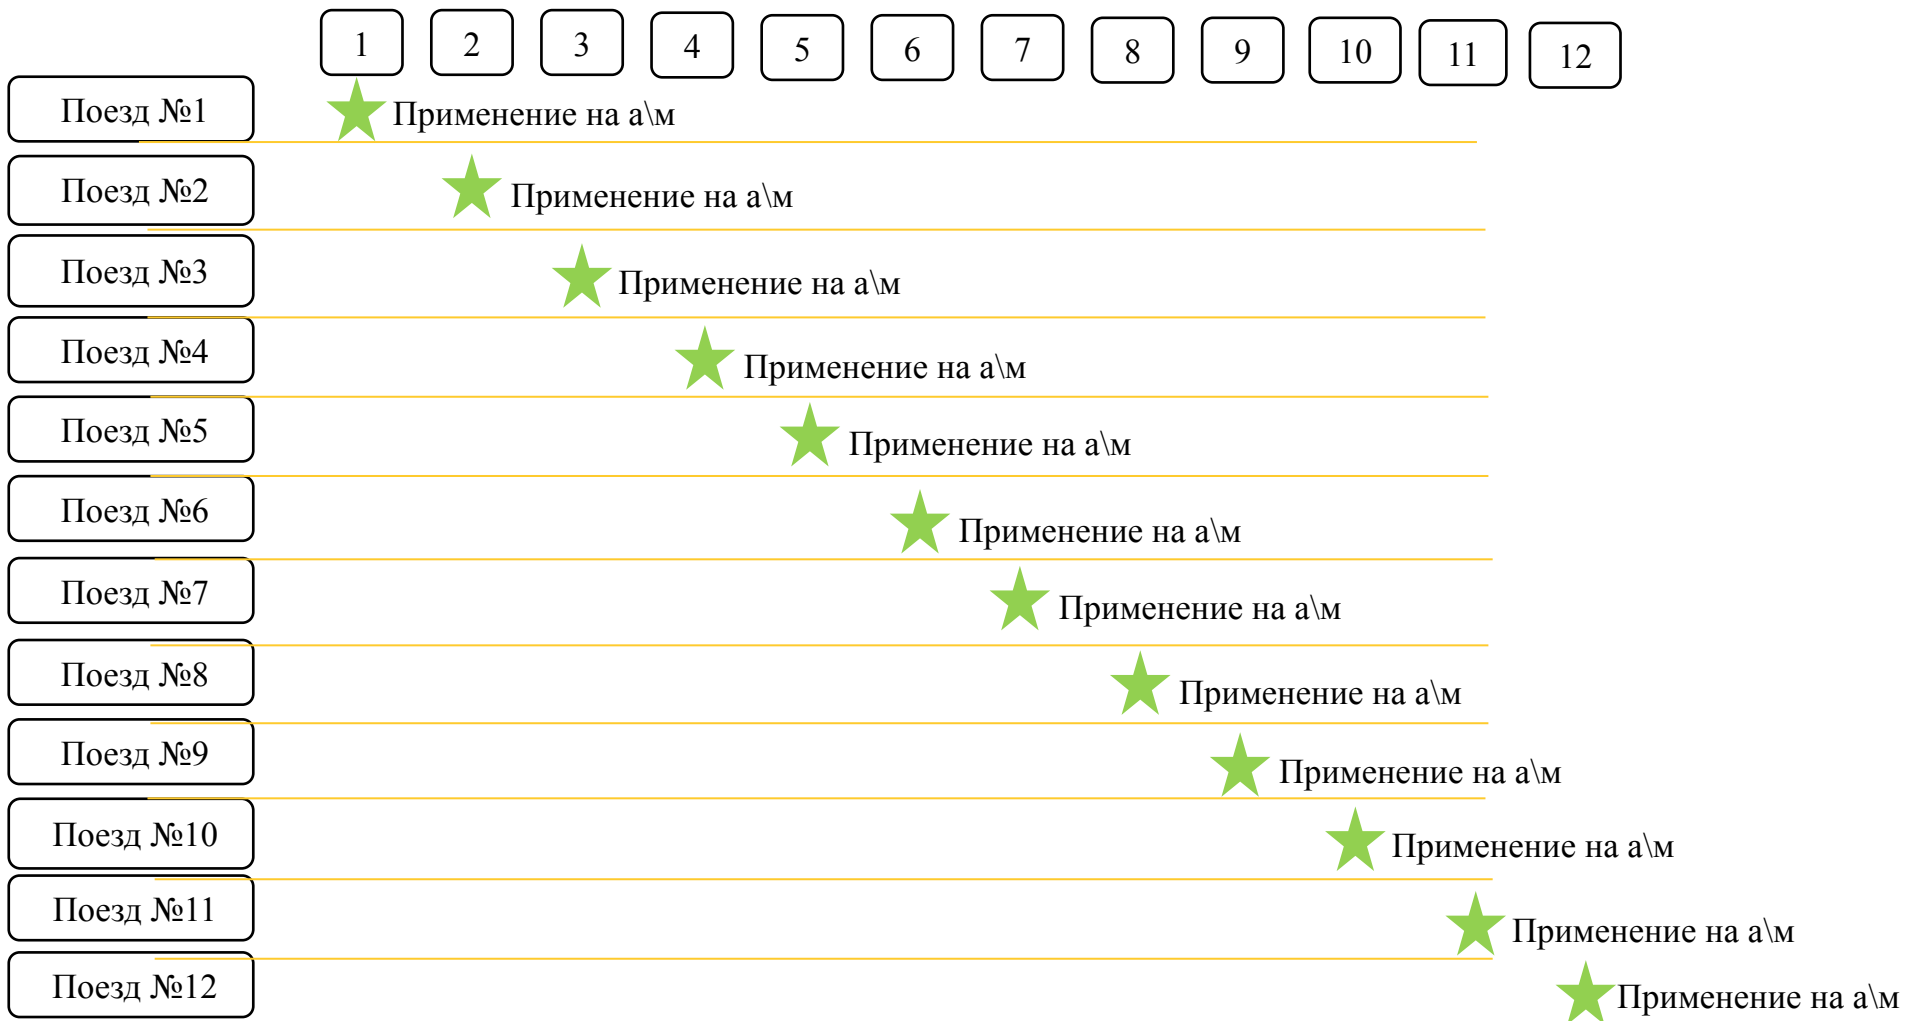 1 2 3 4 5 6 7 8 9 10 11 12
Поезд №1 Применение на а\м
Поезд №2 Применение на а\м
Поезд №3 Применение на а\м
Поезд №4 Применение на а\м
Поезд №5 Применение на а\м
Поезд №6 Применение на а\м
Поезд №7 Применение на а\м
Поезд №8 Применение на а\м
Поезд №9 Применение на а\м
Поезд №10 Применение на а\м
Поезд №11 Применение на а\м
Поезд №12 Применение на а\м